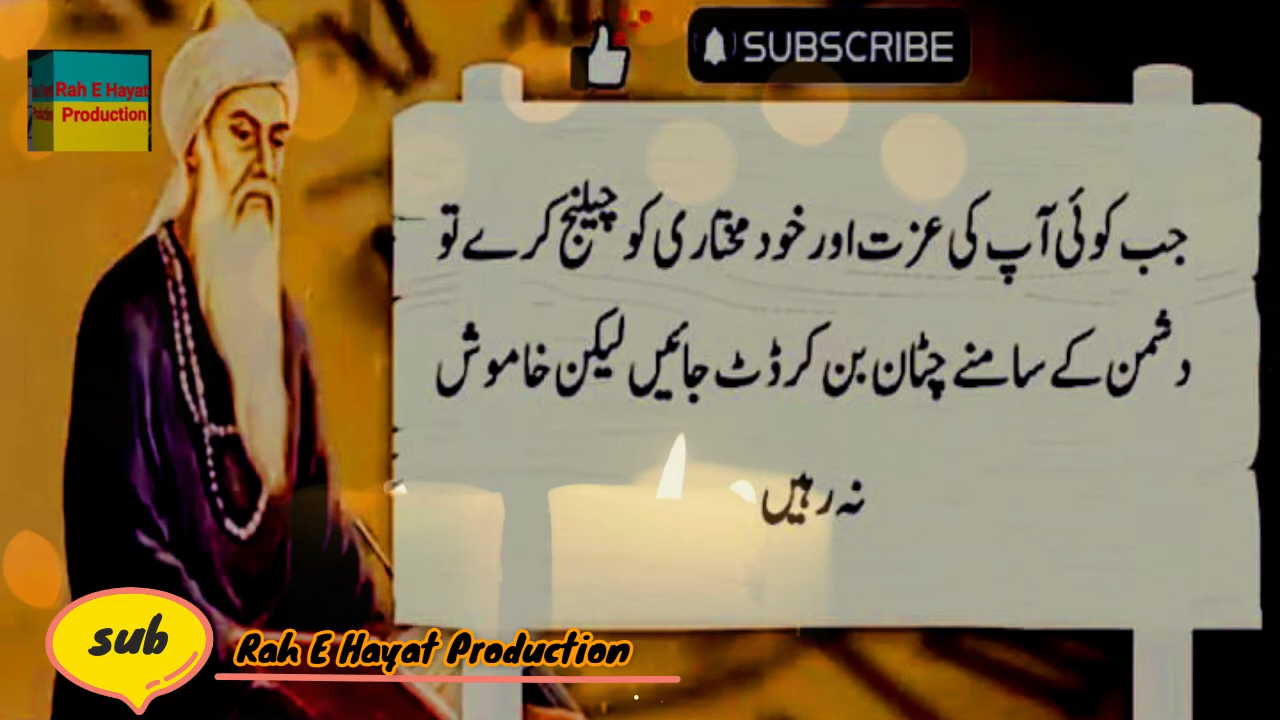 SUBSCRIBE
Rah E Hayat
Production
جب کوئی آپ کی عزت اور خود مختاری کو چیلنج کرے تو
دشمن کے سامنے چٹان بن کر ڈٹ جائیں لیکن خاموش
نہ رہیں
sub
Rah E Hayat Production